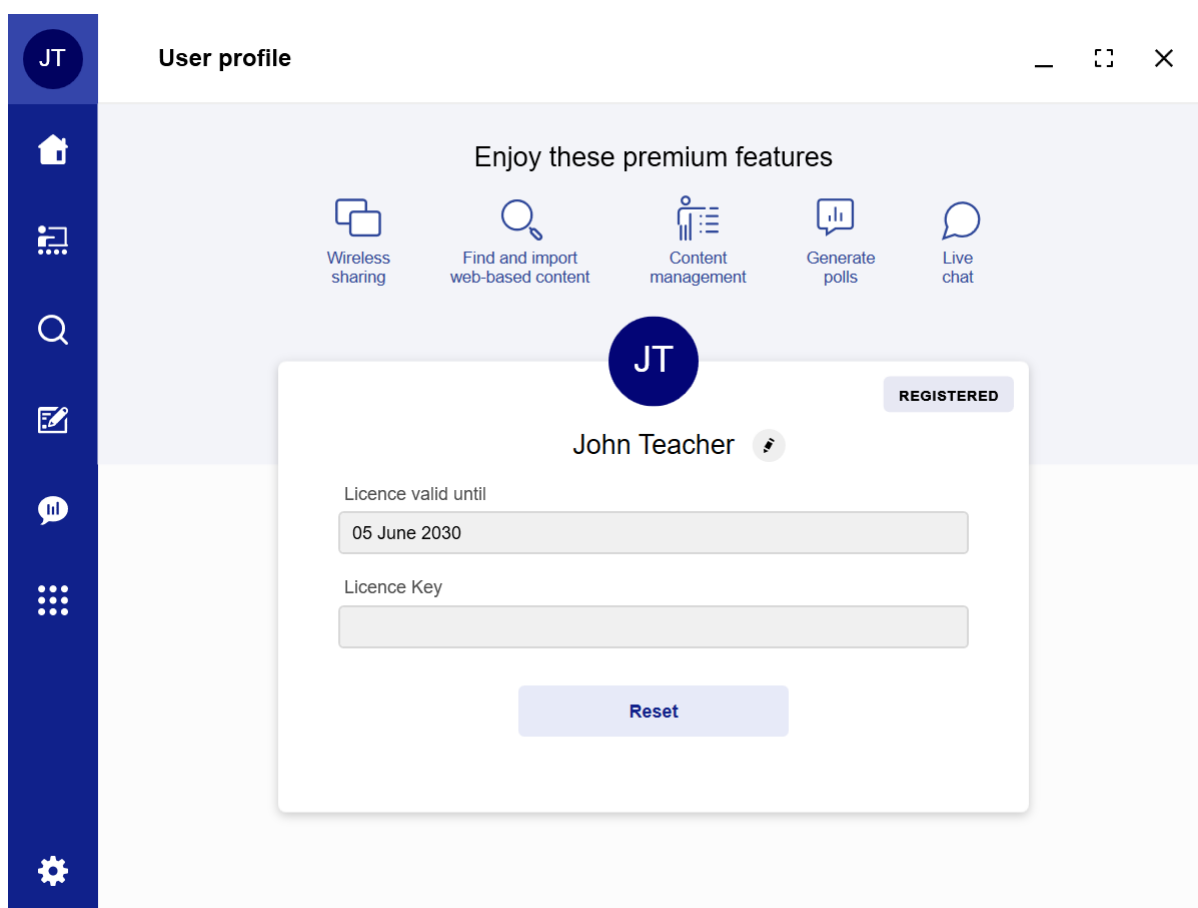 JT
User profile
Enjoy these premium features
Wireless
sharing
Find and import
web-based content
Content
management
Generate
polls
Live
chat
JT
REGISTERED
John Teacher
Licence valid until
05 June 2030
Licence Key
Reset